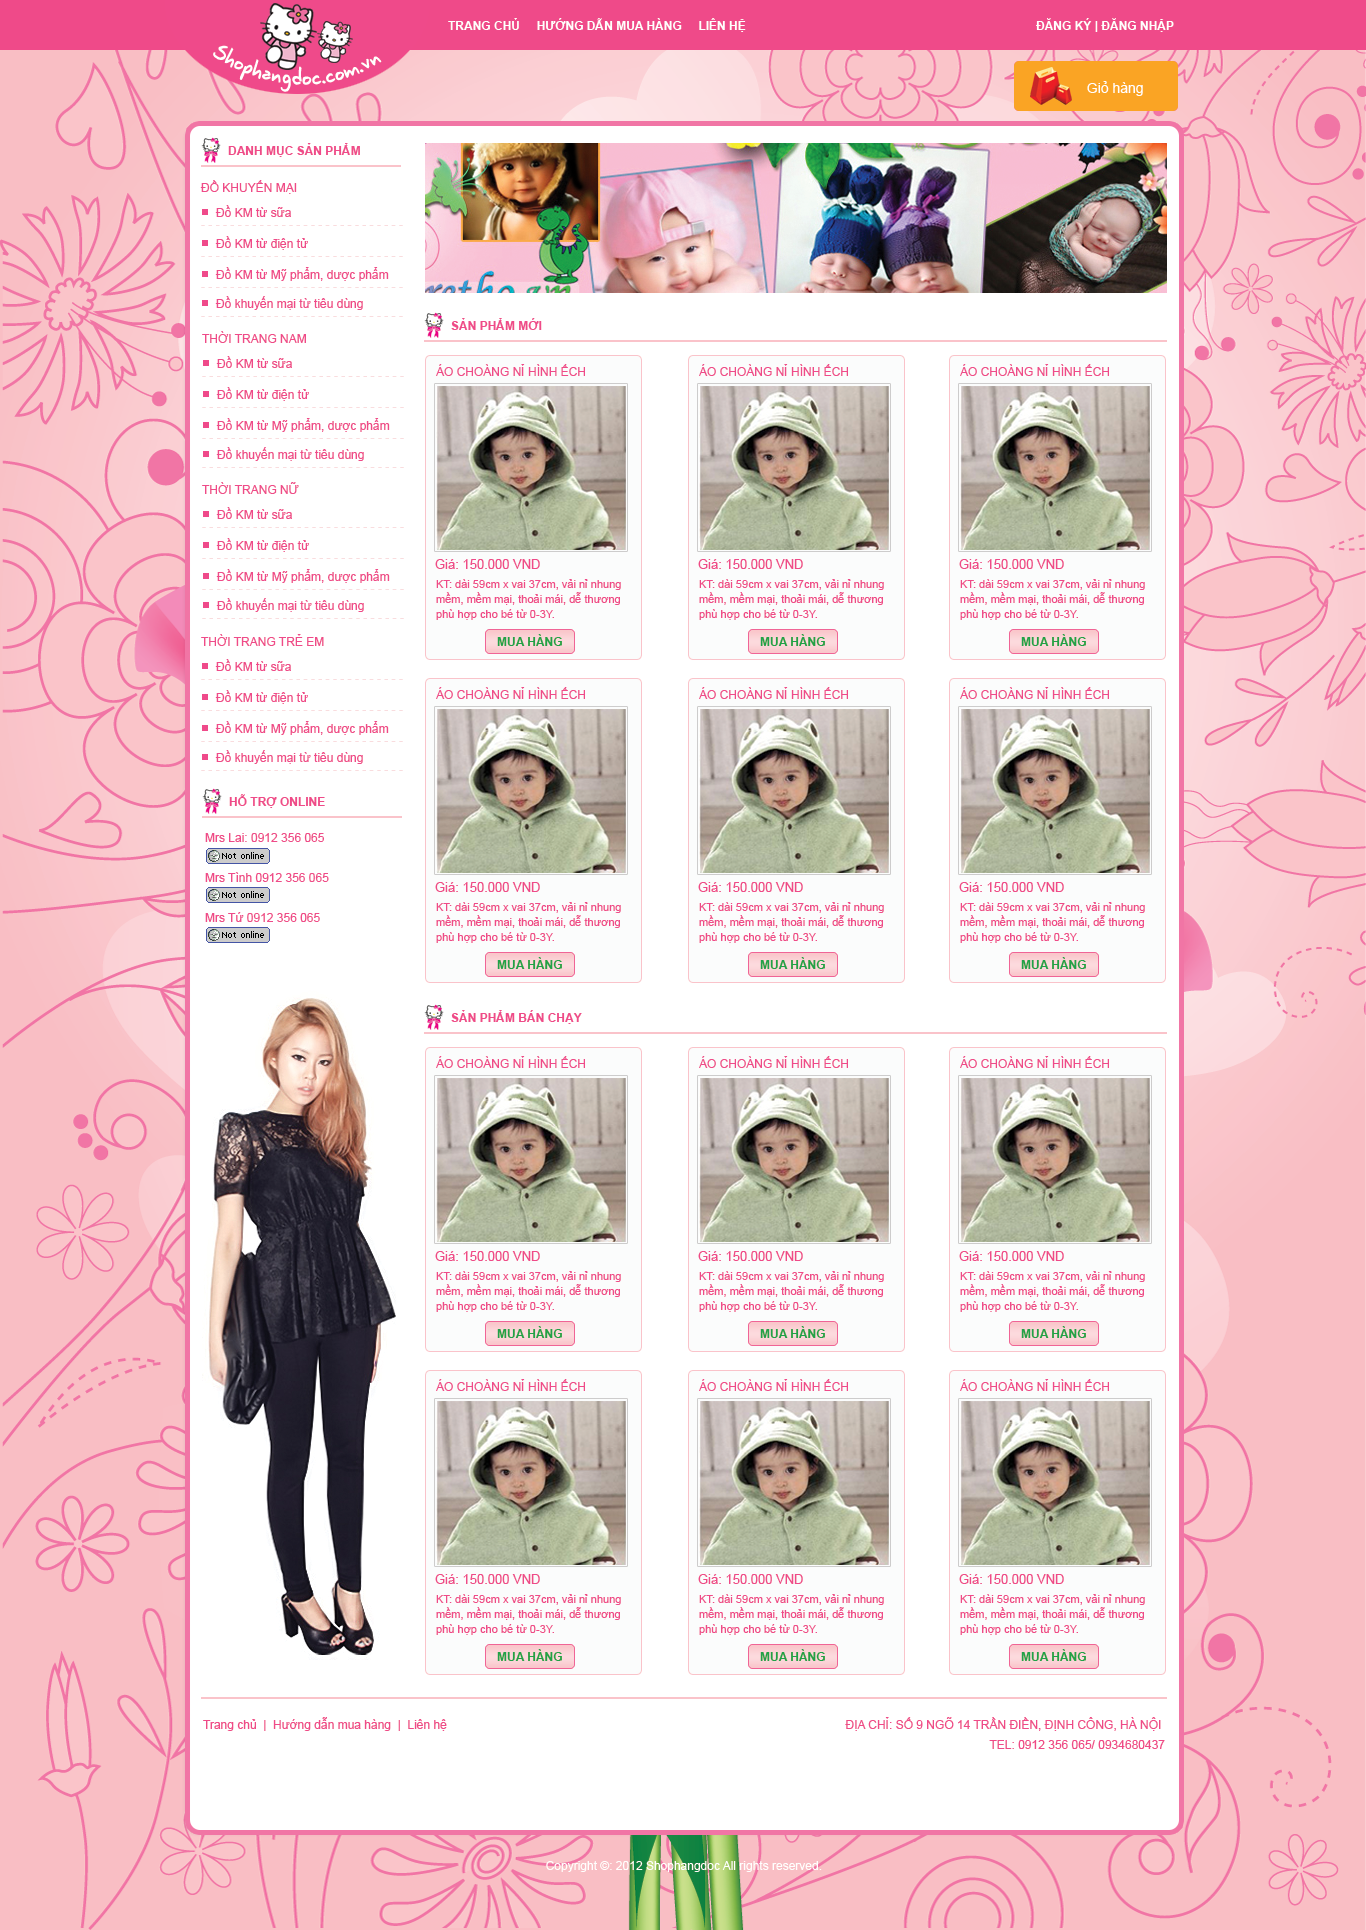 TRANG CHỦ HƯỚNG DẪN MUA HÀNG LIÊN HỆ
ĐĂNG KÝ | ĐĂNG NHẬP
Shophangdoc.com.vn
Giỏ hàng
DANH MỤC SẢN PHẨM
ĐỒ KHUYẾN MẠI
Đồ KM từ sữa
Đồ KM từ điện tử
Đồ KM từ Mỹ phẩm, dược phẩm
Đồ khuyến mại từ tiêu dùng
THỜI TRANG NAM
Đồ KM từ sữa
Đồ KM từ điện tử
Đồ KM từ Mỹ phẩm, dược phẩm
Đồ khuyến mại từ tiêu dùng
THỜI TRANG NỮ
Đồ KM từ sữa
Đồ KM từ điện tử
Đồ KM từ Mỹ phẩm, dược phẩm
Đồ khuyến mại từ tiêu dùng
THỜI TRANG TRẺ EM
Đồ KM từ sữa
Đồ KM từ điện tử
Đồ KM từ Mỹ phẩm, dược phẩm
Đồ khuyến mại từ tiêu dùng
HỖ TRỢ ONLINE
Mrs Lai: 0912 356 065
Not online
Mrs Tình 0912 356 065
Not online
Mrs Tứ 0912 356 065
Not online
SẢN PHẨM MỚI
ÁO CHOÀNG NỈ HÌNH ẾCH
Giá: 150.000 VND
KT: dài 59cm x vai 37cm, vải nỉ nhung
mềm, mềm mại, thoải mái, dễ thương
phù hợp cho bé từ 0-3Y.
MUA HÀNG
ÁO CHOÀNG NỈ HÌNH ẾCH
Giá: 150.000 VND
KT: dài 59cm x vai 37cm, vải nỉ nhung
mềm, mềm mại, thoải mái, dễ thương
phù hợp cho bé từ 0-3Y.
MUA HÀNG
ÁO CHOÀNG NỈ HÌNH ẾCH
Giá: 150.000 VND
KT: dài 59cm x vai 37cm, vải nỉ nhung
mềm, mềm mại, thoải mái, dễ thương
phù hợp cho bé từ 0-3Y.
MUA HÀNG
ÁO CHOÀNG NỈ HÌNH ẾCH
Giá: 150.000 VND
KT: dài 59cm x vai 37cm, vải nỉ nhung
mềm, mềm mại, thoải mái, dễ thương
phù hợp cho bé từ 0-3Y.
MUA HÀNG
ÁO CHOÀNG NỈ HÌNH ẾCH
Giá: 150.000 VND
KT: dài 59cm x vai 37cm, vải nỉ nhung
mềm, mềm mại, thoải mái, dễ thương
phù hợp cho bé từ 0-3Y.
MUA HÀNG
ÁO CHOÀNG NỈ HÌNH ẾCH
Giá: 150.000 VND
KT: dài 59cm x vai 37cm, vải nỉ nhung
mềm, mềm mại, thoải mái, dễ thương
phù hợp cho bé từ 0-3Y.
MUA HÀNG
SẢN PHẨM BÁN CHẠY
ÁO CHOÀNG NỈ HÌNH ẾCH
Giá: 150.000 VND
KT: dài 59cm x vai 37cm, vải nỉ nhung
mềm, mềm mại, thoải mái, dễ thương
phù hợp cho bé từ 0-3Y.
MUA HÀNG
ÁO CHOÀNG NỈ HÌNH ẾCH
Giá: 150.000 VND
KT: dài 59cm x vai 37cm, vải nỉ nhung
mềm, mềm mại, thoải mái, dễ thương
phù hợp cho bé từ 0-3Y.
MUA HÀNG
ÁO CHOÀNG NỈ HÌNH ẾCH
Giá: 150.000 VND
KT: dài 59cm x vai 37cm, vải nỉ nhung
mềm, mềm mại, thoải mái, dễ thương
phù hợp cho bé từ 0-3Y.
MUA HÀNG
ÁO CHOÀNG NỈ HÌNH ẾCH
Giá: 150.000 VND
KT: dài 59cm x vai 37cm, vải nỉ nhung
mềm, mềm mại, thoải mái, dễ thương
phù hợp cho bé từ 0-3Y.
MUA HÀNG
ÁO CHOÀNG NỈ HÌNH ẾCH
Giá: 150.000 VND
KT: dài 59cm x vai 37cm, vải nỉ nhung
mềm, mềm mại, thoải mái, dễ thương
phù hợp cho bé từ 0-3Y.
MUA HÀNG
ÁO CHOÀNG NỈ HÌNH ẾCH
Giá: 150.000 VND
KT: dài 59cm x vai 37cm, vải nỉ nhung
mềm, mềm mại, thoải mái, dễ thương
phù hợp cho bé từ 0-3Y.
MUA HÀNG
Trang chủ | Hướng dẫn mua hàng | Liên hệ
ĐỊA CHỈ: SỐ 9 NGÕ 14 TRẦN ĐIỀN, ĐỊNH CÔNG, HÀ NỘI
TEL: 0912 356 065/ 0934680437
Copyright ©: 2012 Shophangdoc All rights reserved.